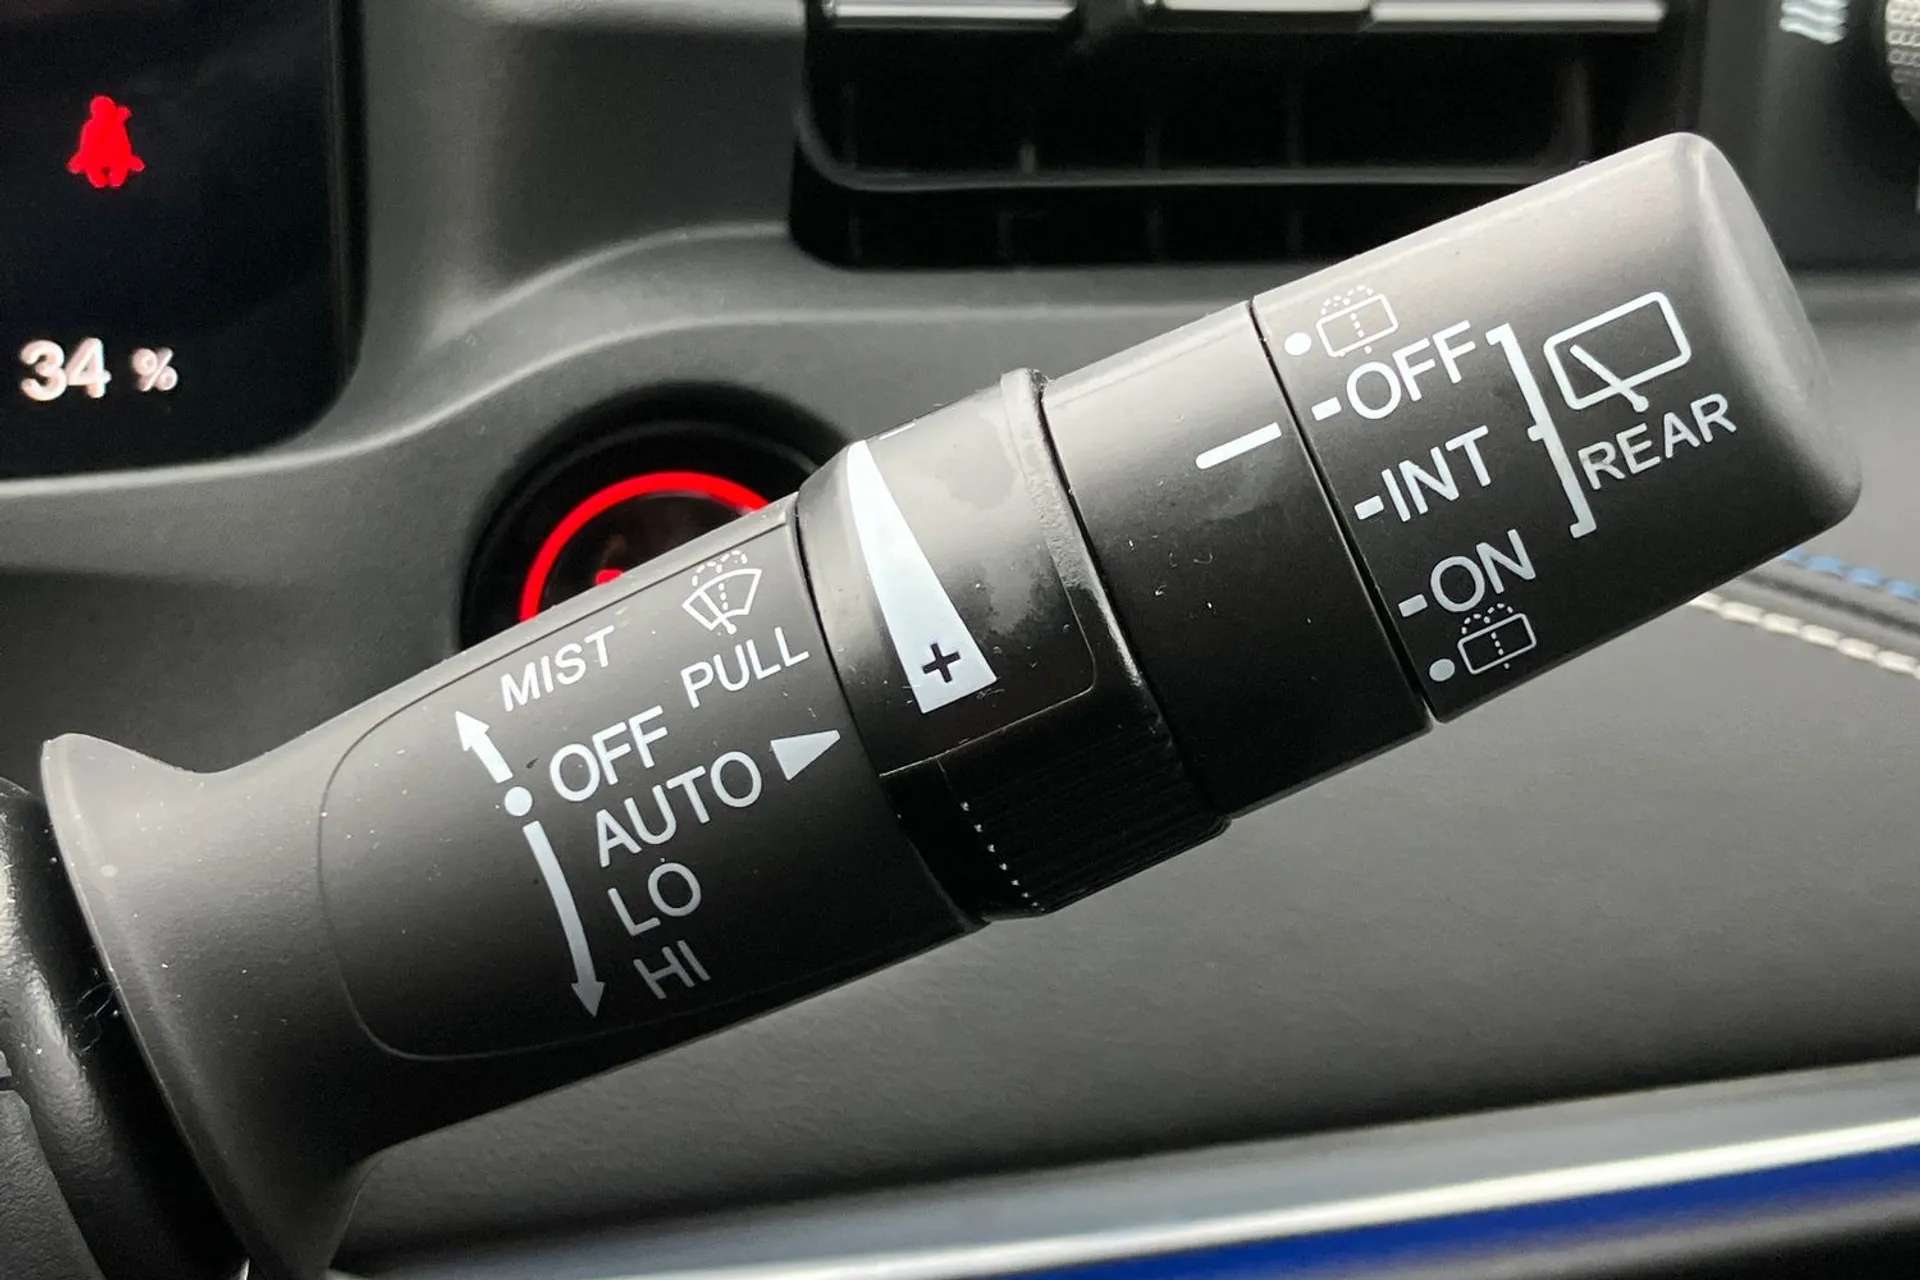 34 %
MIST
PULL
OFF
AUTO
LO
HI
+
-OFF
-INT
-ON
REAR